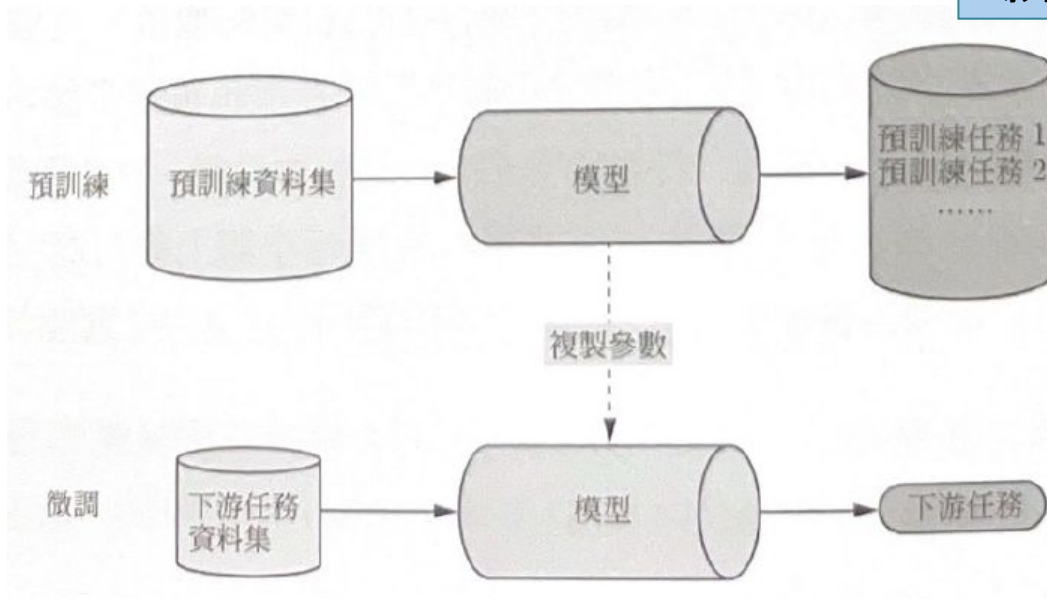 預訓練
預訓練資料集
模型
預訓練任務 1
預訓練任務 2
……
複製參數
微調
下游任務
資料集
模型
下游任務